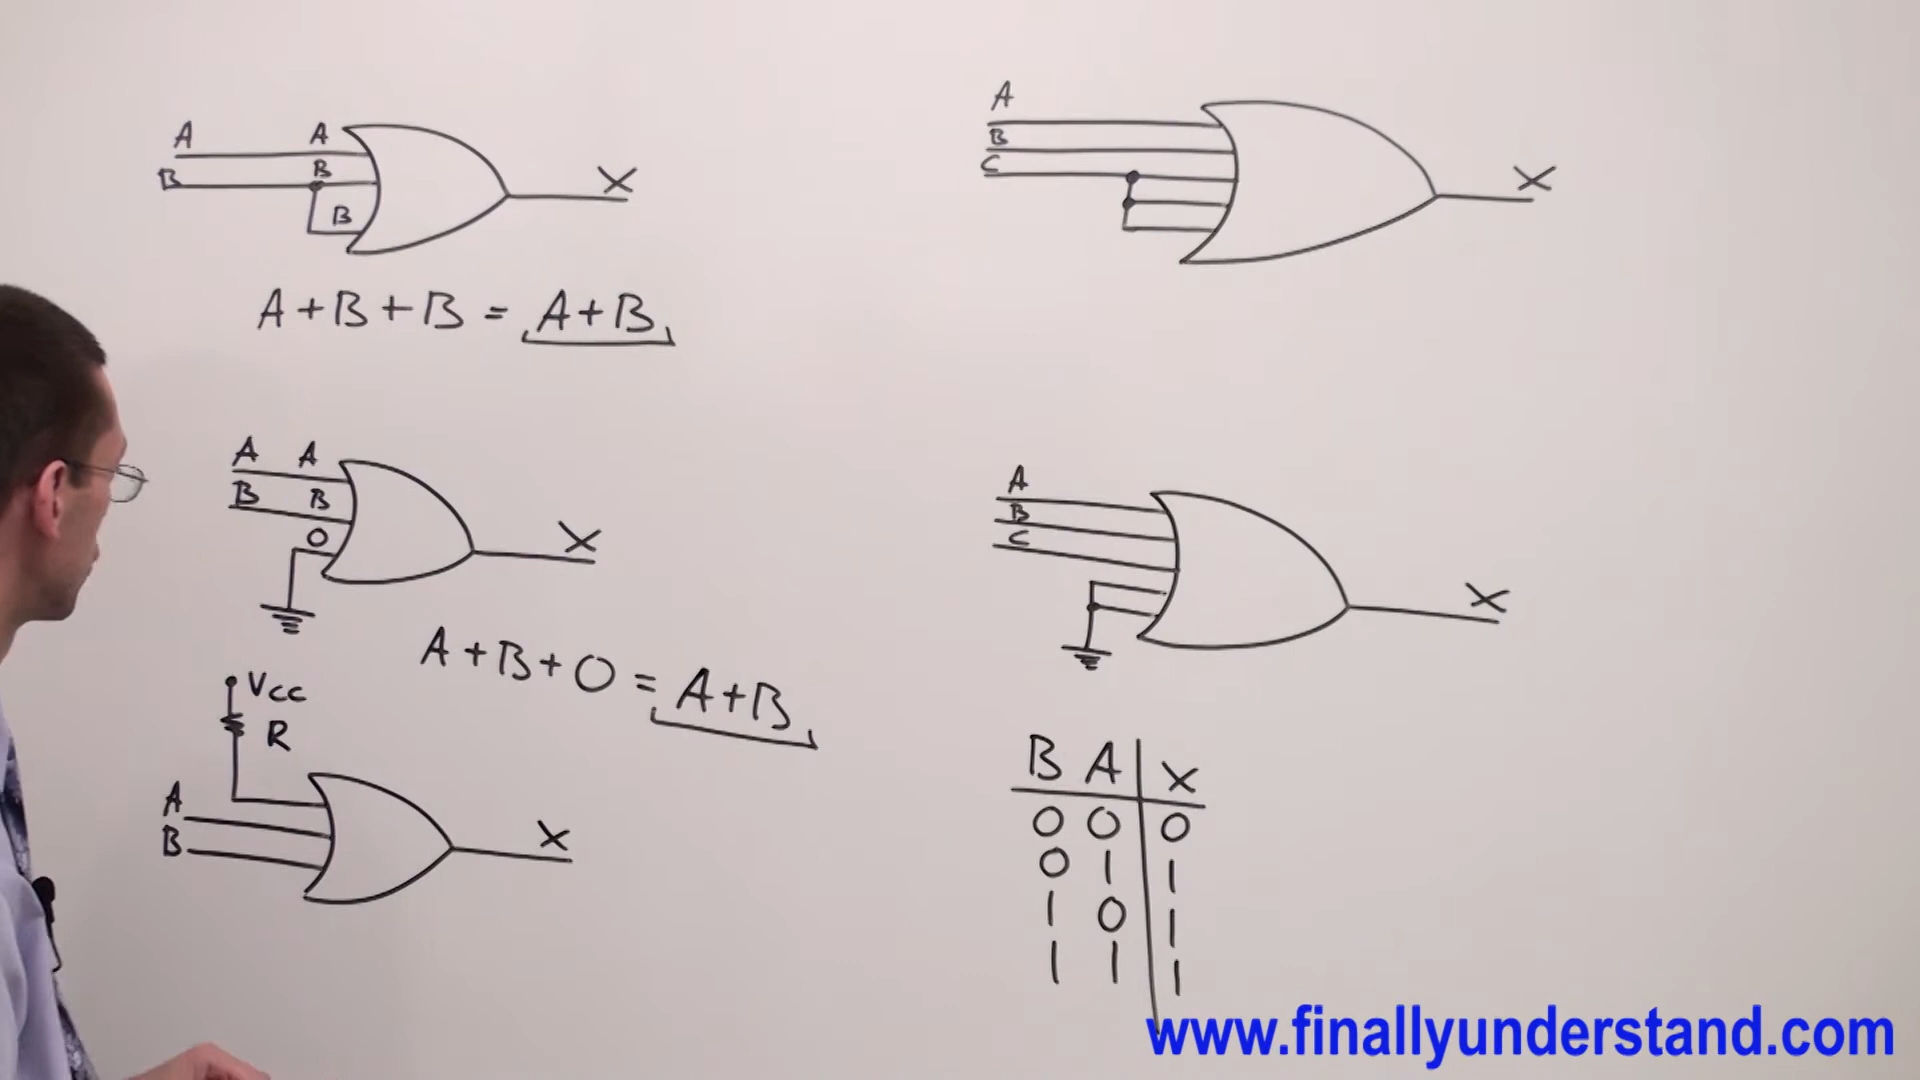 A A
B B
B
X
A+B+B = A+B
A A
B B
0
X
A+B+0 = A+B
Vcc
R
A
B
X
A
B
C
X
A
B
C
X
B A X
0 0 0
0 1 1
1 0 1
1 1 1
www.finallyunderstand.com